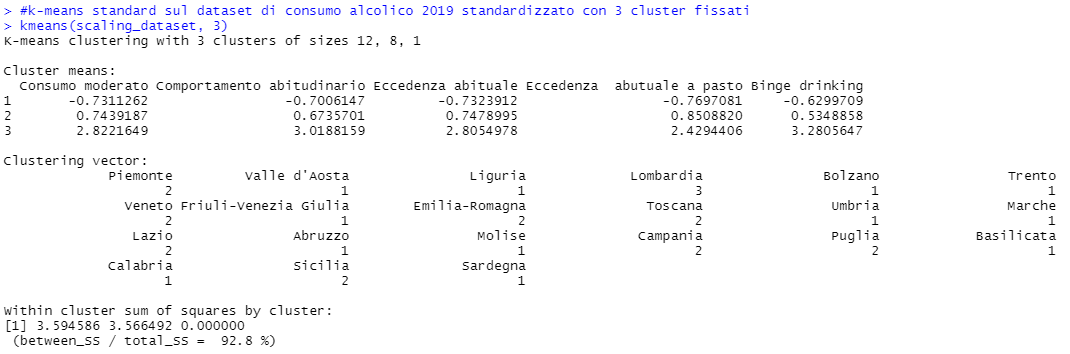 > #k-means standard sul dataset di consumo alcolico 2019 standardizzato con 3 cluster fissati
> kmeans(scaling_dataset, 3)
K-means clustering with 3 clusters of sizes 12, 8, 1

Cluster means:
  Consumo moderato Comportamento abitudinario Eccedenza abituale Eccedenza  abutuale a pasto Binge drinking
1       -0.7311262                 -0.7006147         -0.7323912                  -0.7697081     -0.6299709
2        0.7439187                  0.6735701          0.7478995                   0.8508820      0.5348858
3        2.8221649                  3.0188159          2.8054978                   2.4294406      3.2805647

Clustering vector:
             Piemonte         Valle d'Aosta               Liguria             Lombardia               Bolzano                Trento
                    2                     1                     1                     3                     1                     1
               Veneto Friuli-Venezia Giulia        Emilia-Romagna               Toscana                Umbria                Marche
                    2                     1                     2                     2                     1                     1
                Lazio               Abruzzo                Molise              Campania                Puglia            Basilicata
                    2                     1                     1                     2                     2                     1
             Calabria               Sicilia              Sardegna
                    1                     2                     1

Within cluster sum of squares by cluster:
[1] 3.594586 3.566492 0.000000
 (between_SS / total_SS =  92.8 %)